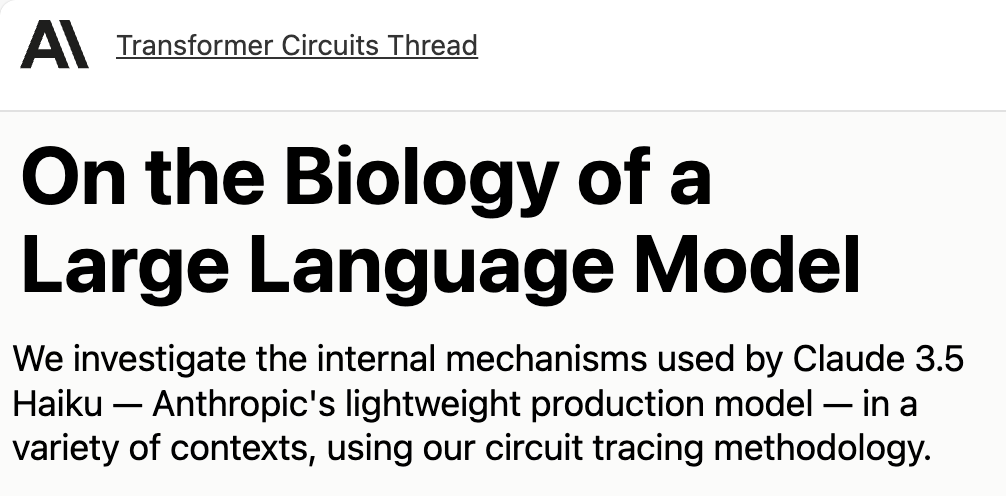 Transformer Circuits Thread
On the Biology of a
Large Language Model
We investigate the internal mechanisms used by Claude 3.5
Haiku — Anthropic's lightweight production model — in a
variety of contexts, using our circuit tracing methodology.